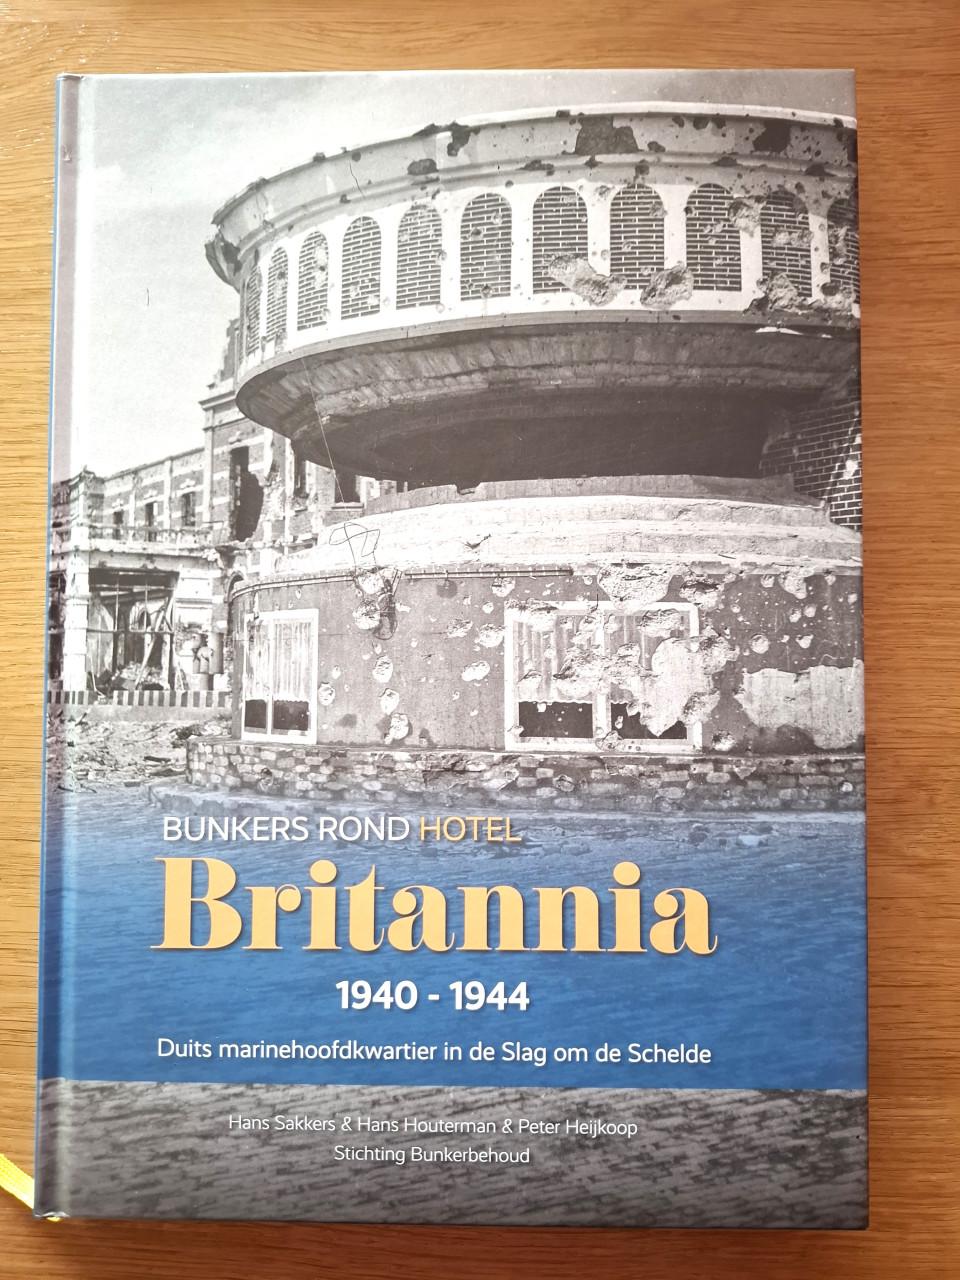 BUNKERS ROND HOTEL
Britannia
1940 - 1944
Duits marinehoofdkwartier in de Slag om de Schelde
Hans Sakkers & Hans Houterman & Peter Heijkoop
Stichting Bunkerbehoud